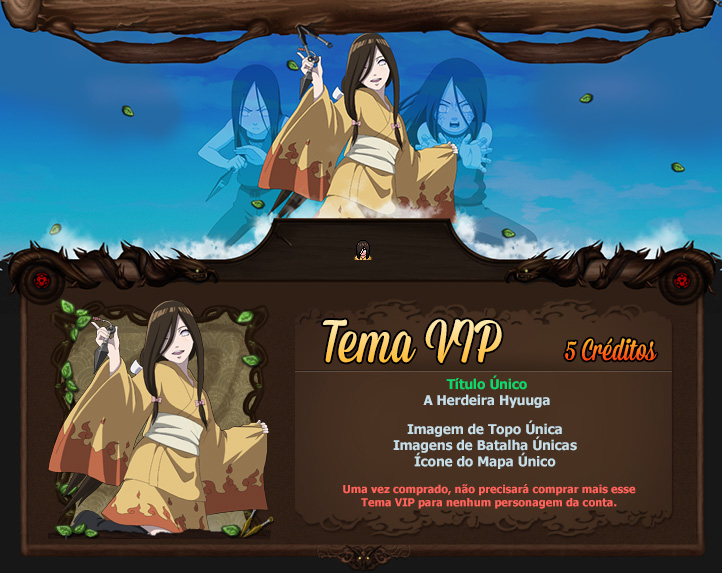 Tema VIP
5 Créditos
Título Único
A Herdeira Hyuuga
Imagem de Topo Única
Imagens de Batalha Únicas
Ícone do Mapa Único
Uma vez comprado, não precisará comprar mais esse
Tema VIP para nenhum personagem da conta.